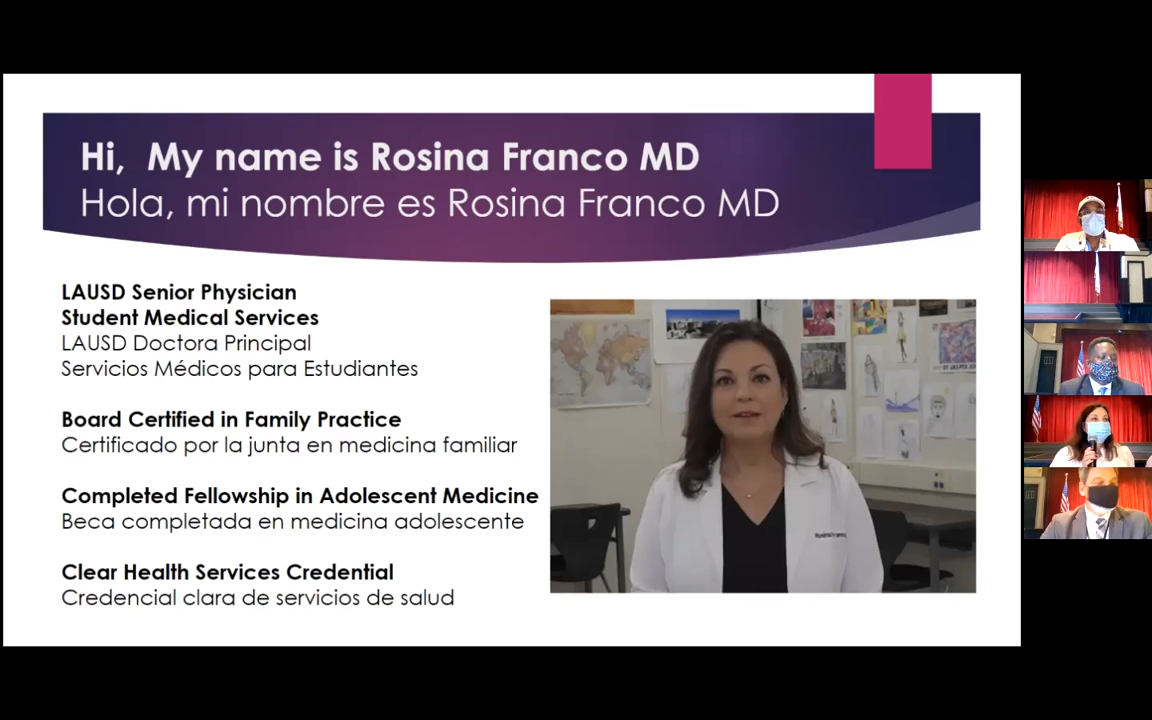 Hi, My name is Rosina Franco MD
Hola, mi nombre es Rosina Franco MD
LAUSD Senior Physician
Student Medical Services
LAUSD Doctora Principal
Servicios Médicos para Estudiantes
Board Certified in Family Practice
Certificado por la junta en medicina familiar
Completed Fellowship in Adolescent Medicine
Beca completada en medicina adolescente
Clear Health Services Credential
Credencial clara de servicios de salud
Rosina Franco